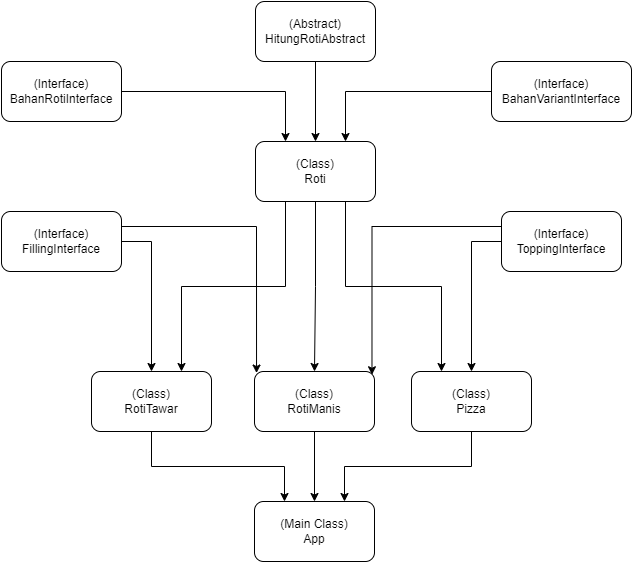 (Abstract)
HitungRotiAbstract
(Interface)
BahanRotiInterface
(Interface)
BahanVariantInterface
(Class)
Roti
(Interface)
FillingInterface
(Interface)
ToppingInterface
(Class)
RotiTawar
(Class)
RotiManis
(Class)
Pizza
(Main Class)
App